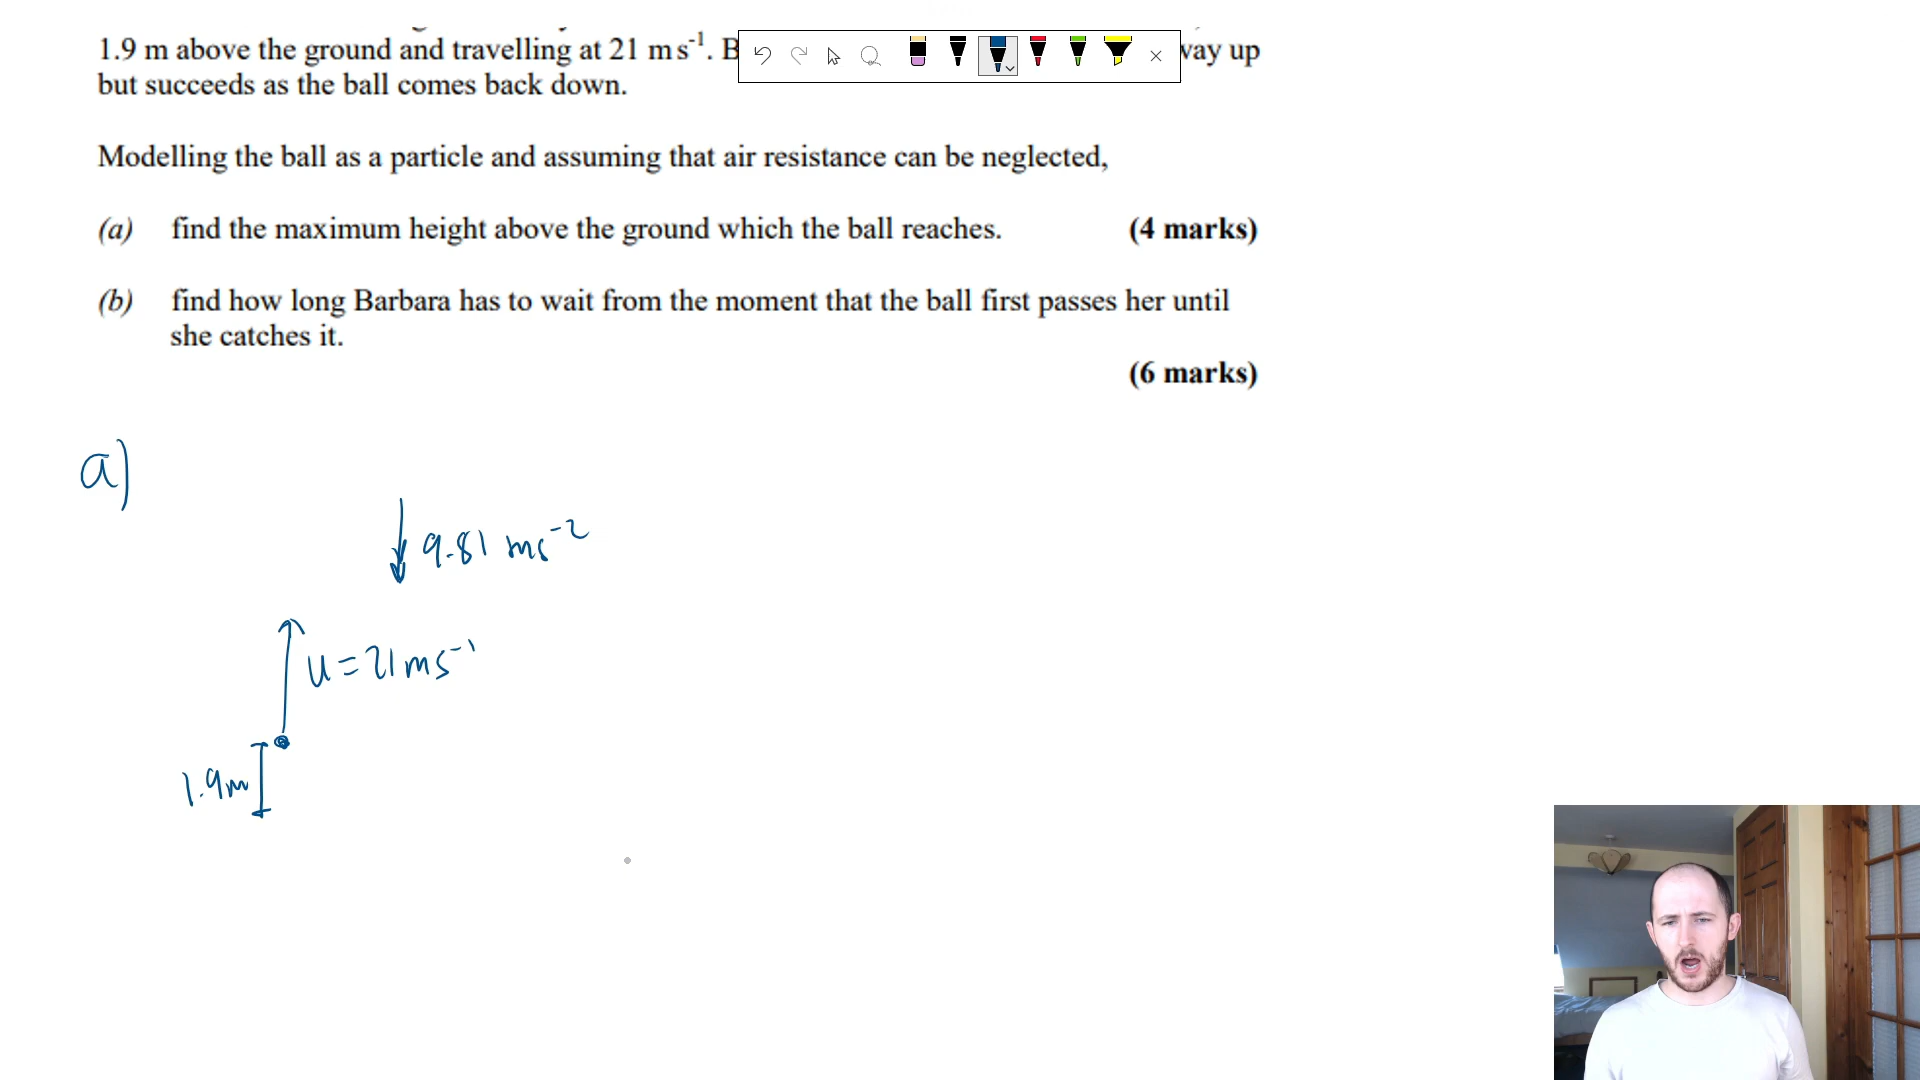 1.9 m above the ground and travelling at 21 m s⁻¹. B way up
but succeeds as the ball comes back down.
Modelling the ball as a particle and assuming that air resistance can be neglected,
(a) find the maximum height above the ground which the ball reaches. (4 marks)
(b) find how long Barbara has to wait from the moment that the ball first passes her until
she catches it.
(6 marks)
a)
9.81 ms⁻²
u = 21 ms⁻¹
1.9m